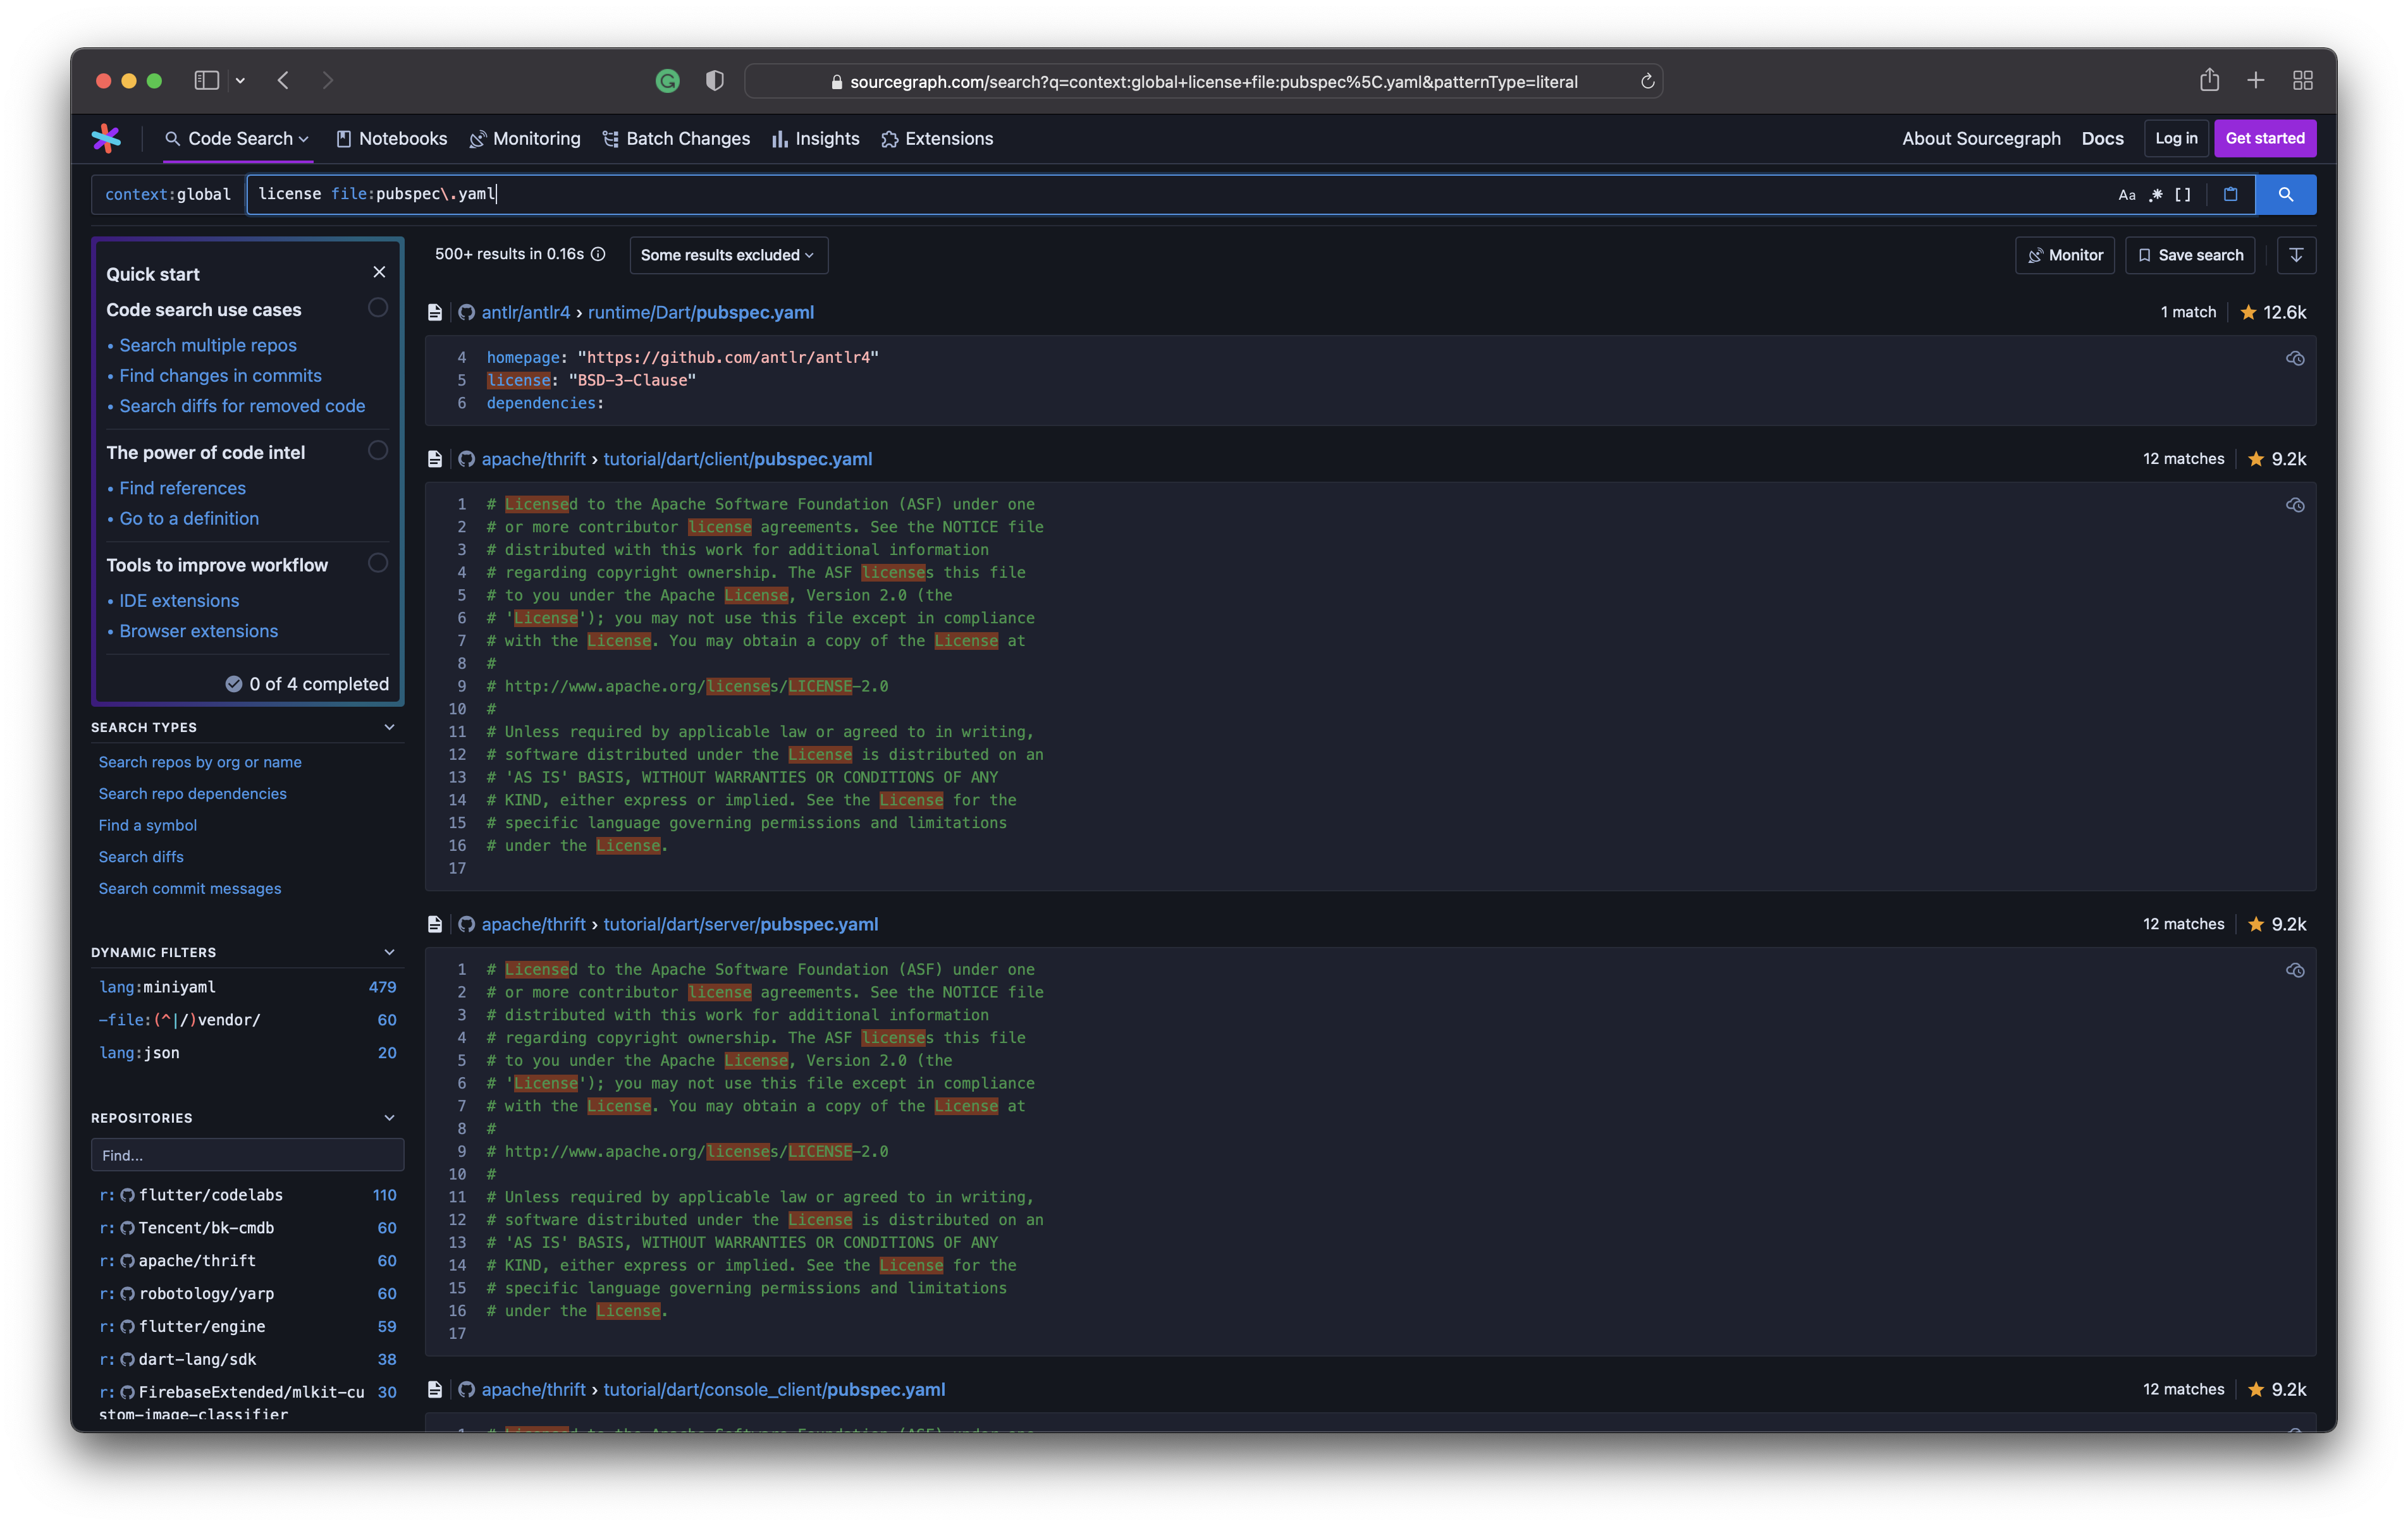 sourcegraph.com/search?q=context:global+license+file:pubspec%5C.yaml&patternType=literal
Code Search
Notebooks
Monitoring
Batch Changes
Insights
Extensions
About Sourcegraph
Docs
Log in
Get started
context:global
license file:pubspec\.yaml
Aa .* []
Quick start
Code search use cases
• Search multiple repos
• Find changes in commits
• Search diffs for removed code
The power of code intel
• Find references
• Go to a definition
Tools to improve workflow
• IDE extensions
• Browser extensions
0 of 4 completed
SEARCH TYPES
Search repos by org or name
Search repo dependencies
Find a symbol
Search diffs
Search commit messages
DYNAMIC FILTERS
lang:miniyaml 479
-file:(^|/)vendor/ 60
lang:json 20
REPOSITORIES
Find...
r: flutter/codelabs 110
r: Tencent/bk-cmdb 60
r: apache/thrift 60
r: robotology/yarp 60
r: flutter/engine 59
r: dart-lang/sdk 38
r: FirebaseExtended/mlkit-cu 30
stom-image-classifier
500+ results in 0.16s
Some results excluded
Monitor
Save search
antlr/antlr4 › runtime/Dart/pubspec.yaml
1 match 12.6k
4 homepage: "https://github.com/antlr/antlr4"
5 license: "BSD-3-Clause"
6 dependencies:
apache/thrift › tutorial/dart/client/pubspec.yaml
12 matches 9.2k
1 # Licensed to the Apache Software Foundation (ASF) under one
2 # or more contributor license agreements. See the NOTICE file
3 # distributed with this work for additional information
4 # regarding copyright ownership. The ASF licenses this file
5 # to you under the Apache License, Version 2.0 (the
6 # 'License'); you may not use this file except in compliance
7 # with the License. You may obtain a copy of the License at
8 #
9 # http://www.apache.org/licenses/LICENSE-2.0
10 #
11 # Unless required by applicable law or agreed to in writing,
12 # software distributed under the License is distributed on an
13 # 'AS IS' BASIS, WITHOUT WARRANTIES OR CONDITIONS OF ANY
14 # KIND, either express or implied. See the License for the
15 # specific language governing permissions and limitations
16 # under the License.
17
apache/thrift › tutorial/dart/server/pubspec.yaml
12 matches 9.2k
1 # Licensed to the Apache Software Foundation (ASF) under one
2 # or more contributor license agreements. See the NOTICE file
3 # distributed with this work for additional information
4 # regarding copyright ownership. The ASF licenses this file
5 # to you under the Apache License, Version 2.0 (the
6 # 'License'); you may not use this file except in compliance
7 # with the License. You may obtain a copy of the License at
8 #
9 # http://www.apache.org/licenses/LICENSE-2.0
10 #
11 # Unless required by applicable law or agreed to in writing,
12 # software distributed under the License is distributed on an
13 # 'AS IS' BASIS, WITHOUT WARRANTIES OR CONDITIONS OF ANY
14 # KIND, either express or implied. See the License for the
15 # specific language governing permissions and limitations
16 # under the License.
17
apache/thrift › tutorial/dart/console_client/pubspec.yaml
12 matches 9.2k